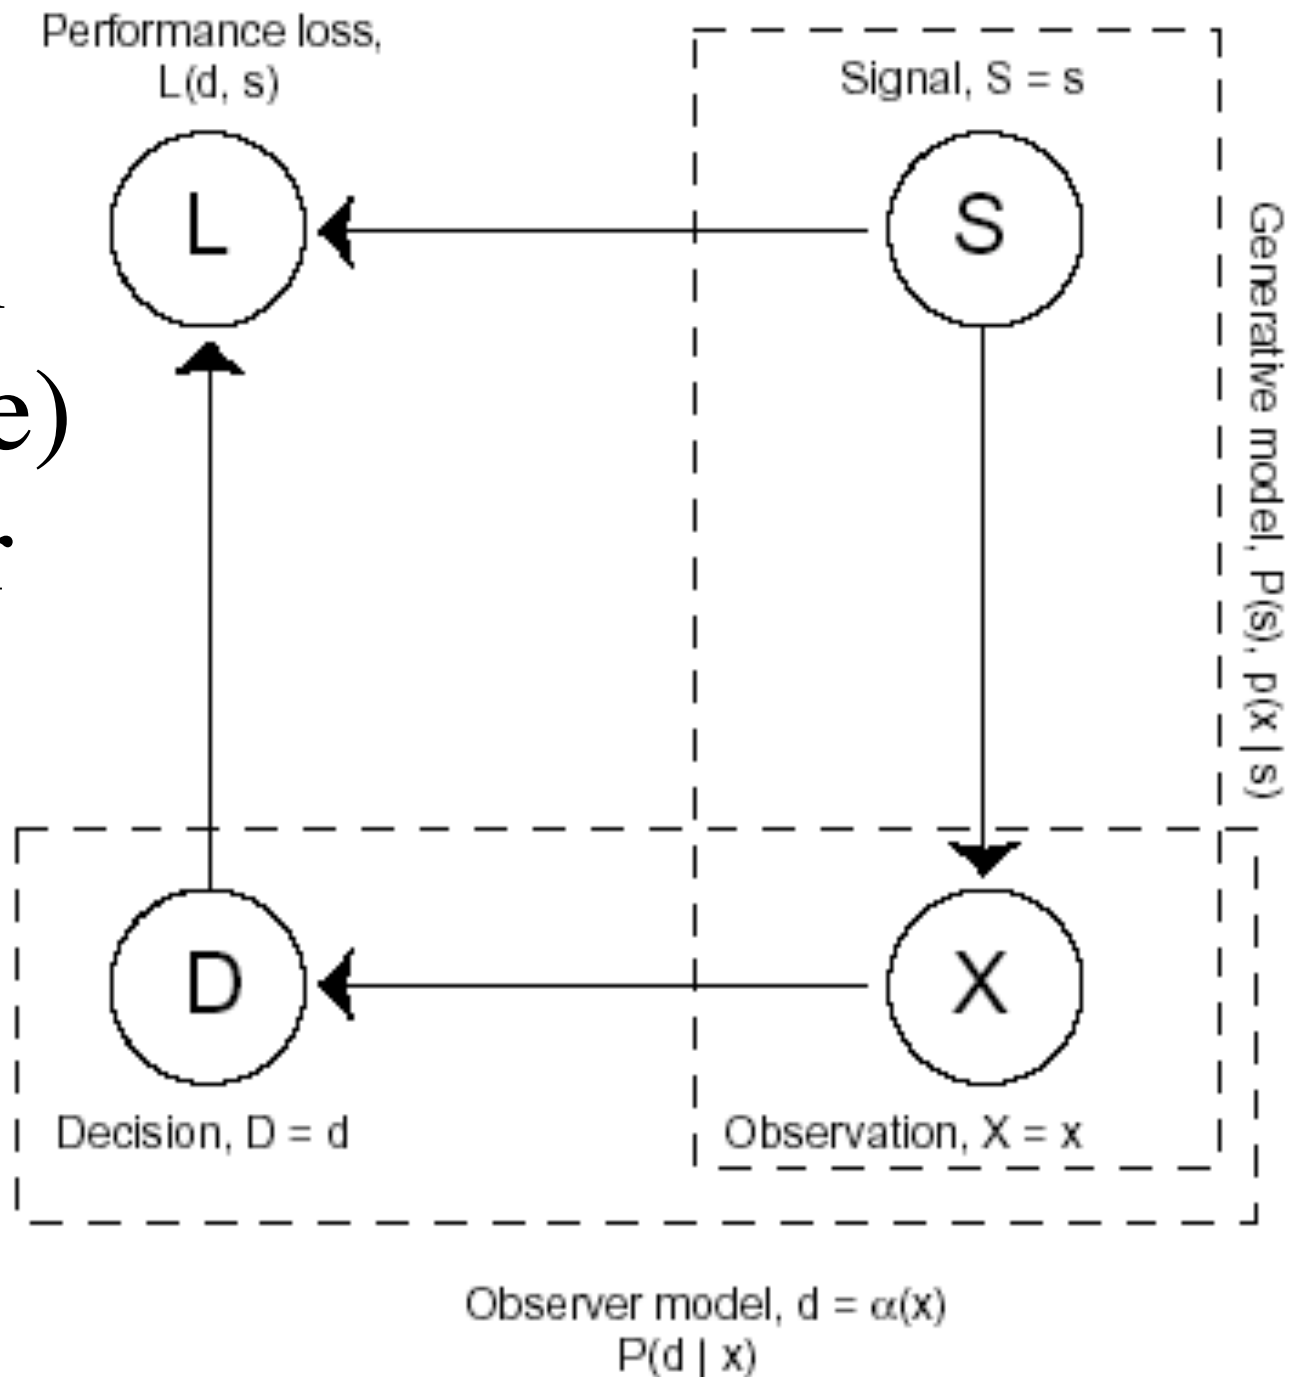 Performance loss,
L(d, s)
Signal, S = s
L
S
e)
Generative model, P(s), p(x | s)
D
X
Decision, D = d
Observation, X = x
Observer model, d = α(x)
P(d | x)